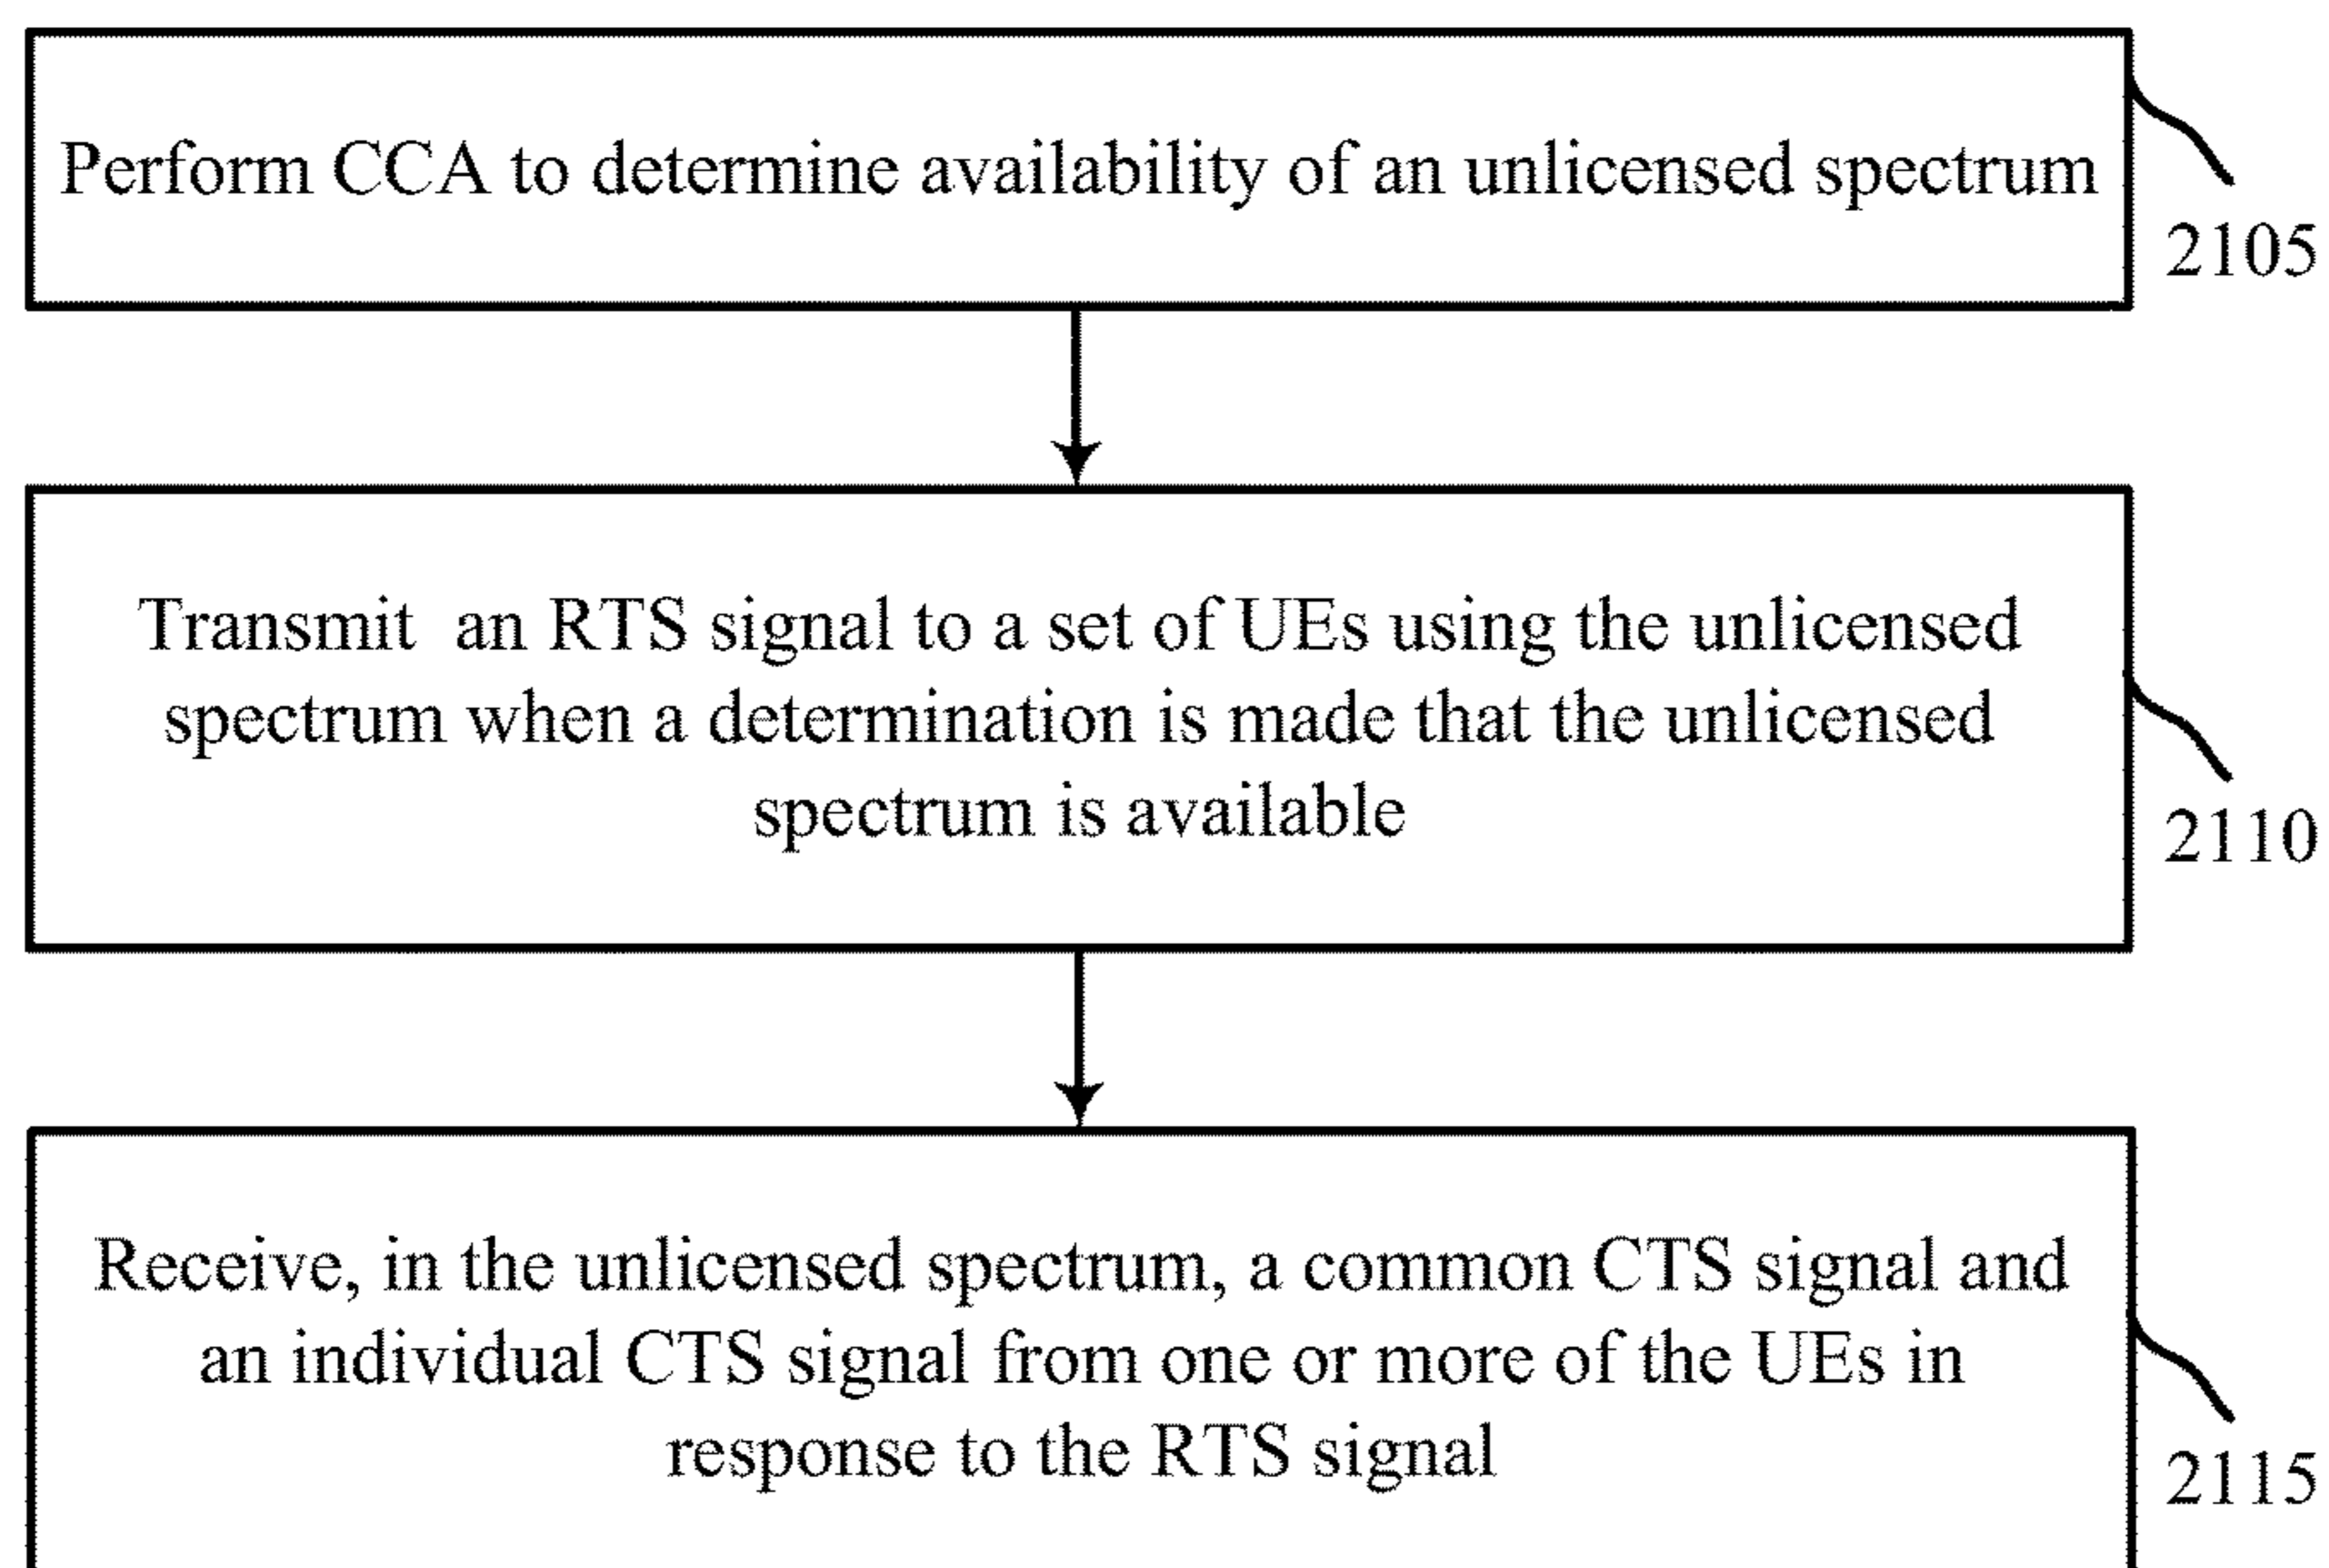 Perform CCA to determine availability of an unlicensed spectrum
2105
Transmit an RTS signal to a set of UEs using the unlicensed
spectrum when a determination is made that the unlicensed
spectrum is available
2110
Receive, in the unlicensed spectrum, a common CTS signal and
an individual CTS signal from one or more of the UEs in
response to the RTS signal
2115